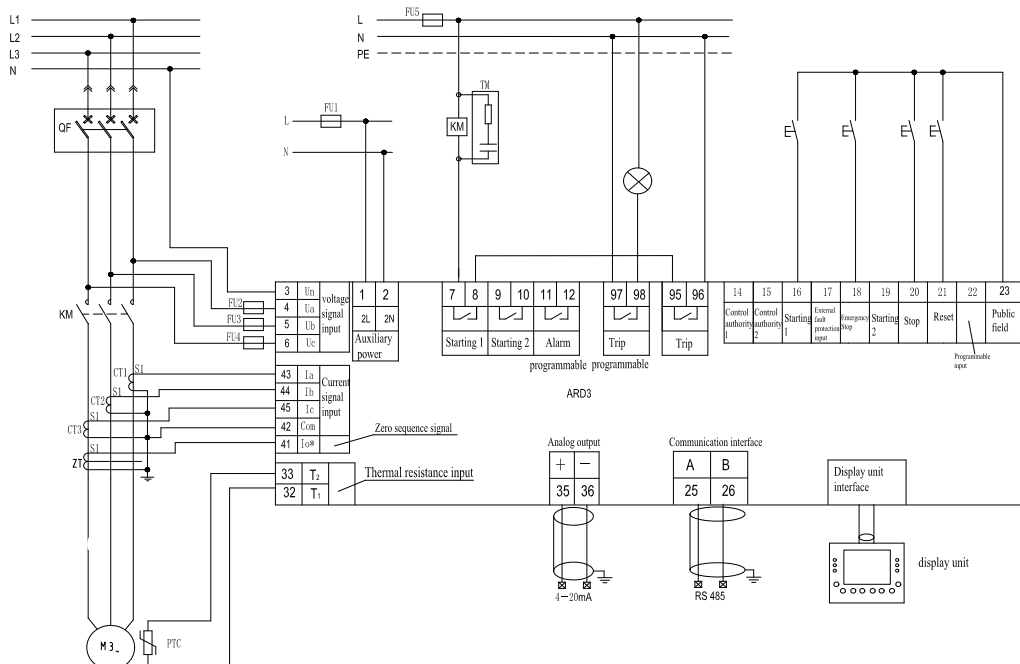 L1
L2
L3
N
QF
KM
CT1
S1
CT2
S1
CT3
S1
ZT
S1
M 3~
PTC
L
FU1
N
FU2
FU3
FU4
L
FU5
N
PE
KM
TM
3 Un
4 Ua
5 Ub
6 Uc
voltage
signal
input
1 2
2L 2N
Auxiliary
power
7 8 9 10 11 12
Starting 1 Starting 2 Alarm
programmable
97 98
Trip
programmable
95 96
Trip
14 15 16 17 18 19 20 21 22 23
Control
authority
1
Control
authority
2
Starting
1
External
fault
protection
input
Emergency
Stop
Starting
2
Stop
Reset
Programmable
input
Public
field
ARD3
43 Ia
44 Ib
45 Ic
42 Com
41 Io*
Current
signal
input
Zero sequence signal
33 T2
32 T1
Thermal resistance input
Analog output
+ −
35 36
4－20mA
Communication interface
A B
25 26
RS 485
Display unit
interface
display unit